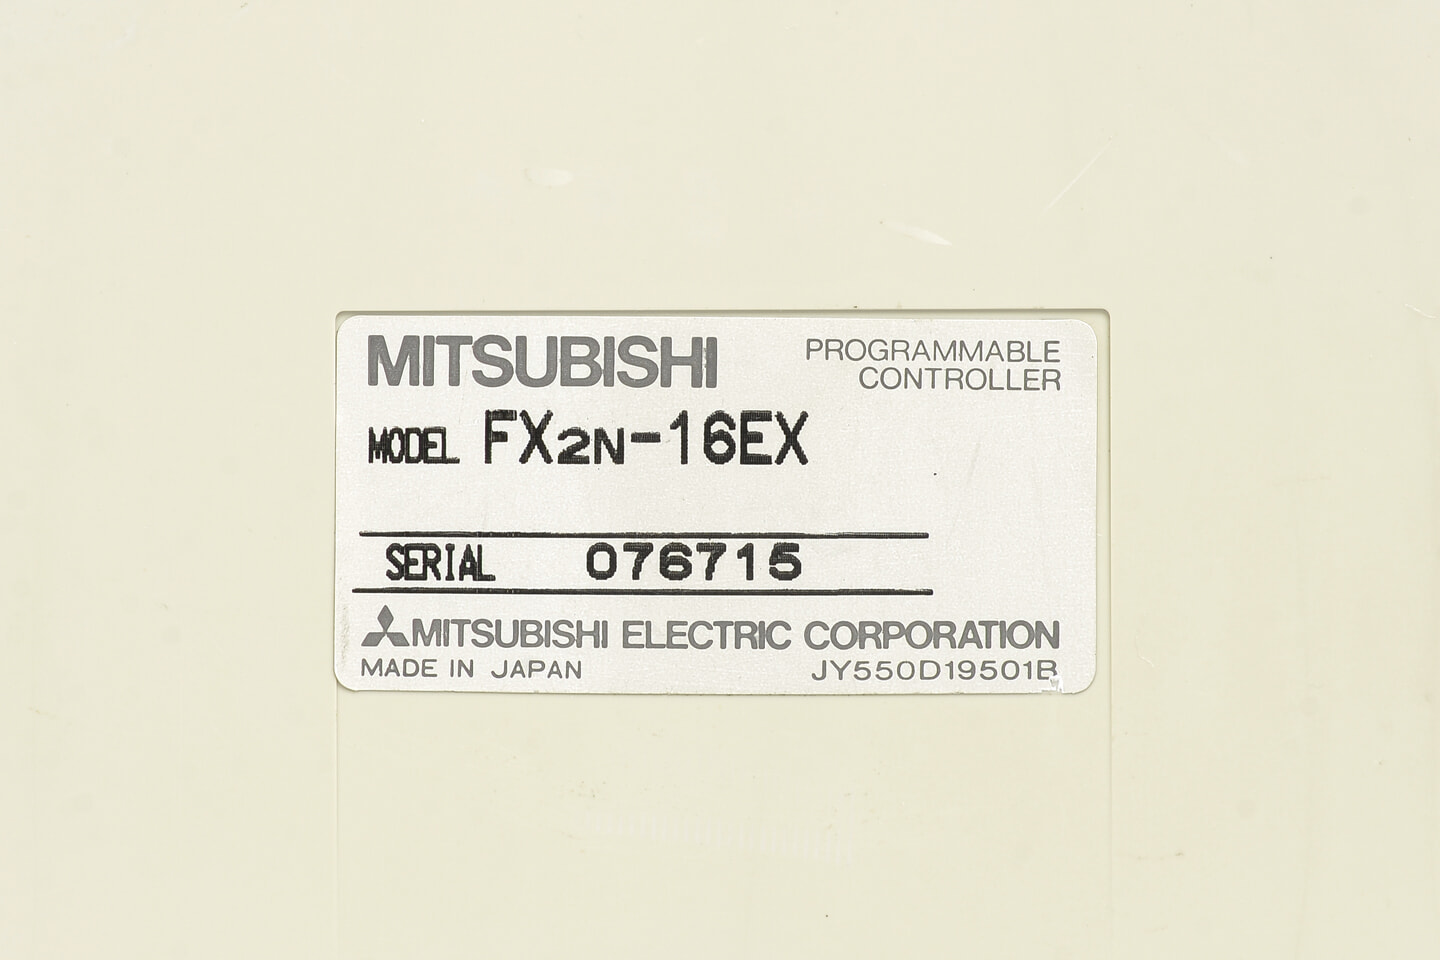 MITSUBISHI
PROGRAMMABLE
CONTROLLER
MODEL FX2N-16EX
SERIAL 076715
MITSUBISHI ELECTRIC CORPORATION
MADE IN JAPAN JY550D19501B